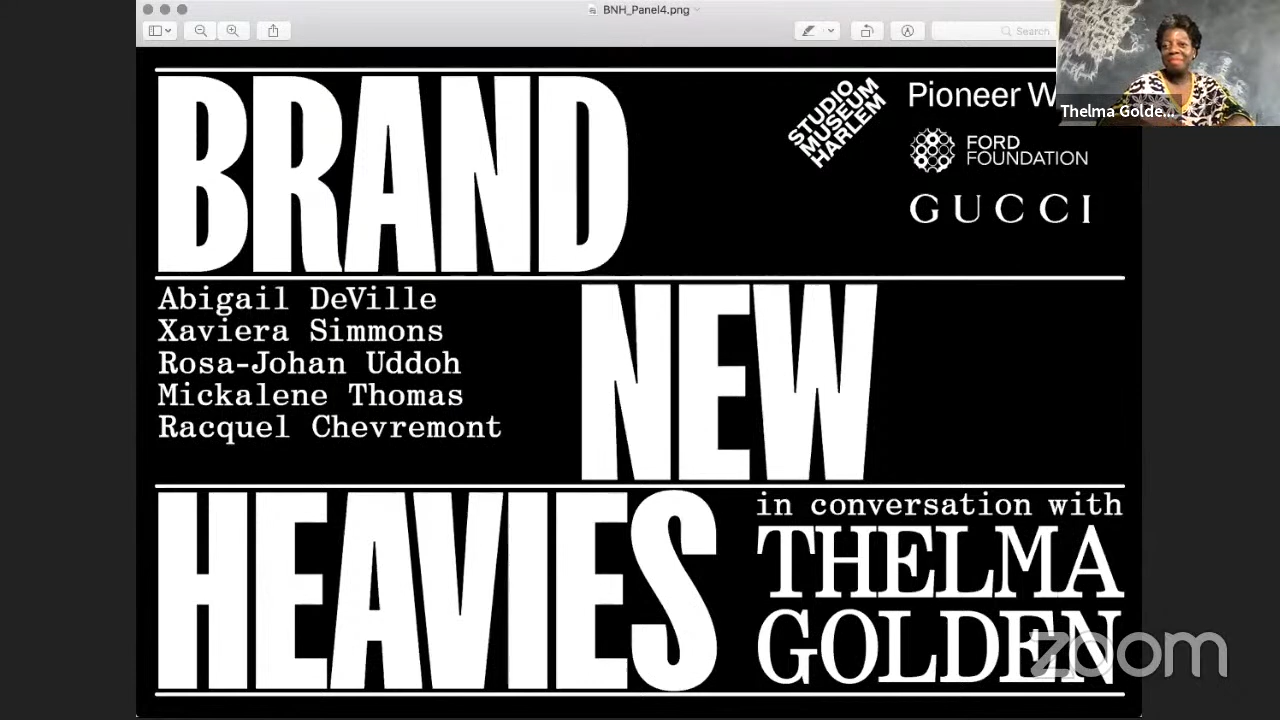 BNH_Panel4.png
Search
Thelma Golde...
BRAND
STUDIO
MUSEUM
HARLEM
Pioneer W
FORD
FOUNDATION
GUCCI
Abigail DeVille
Xaviera Simmons
Rosa-Johan Uddoh
Mickalene Thomas
Racquel Chevremont
NEW
HEAVIES
in conversation with
THELMA
GOLDEN
zoom